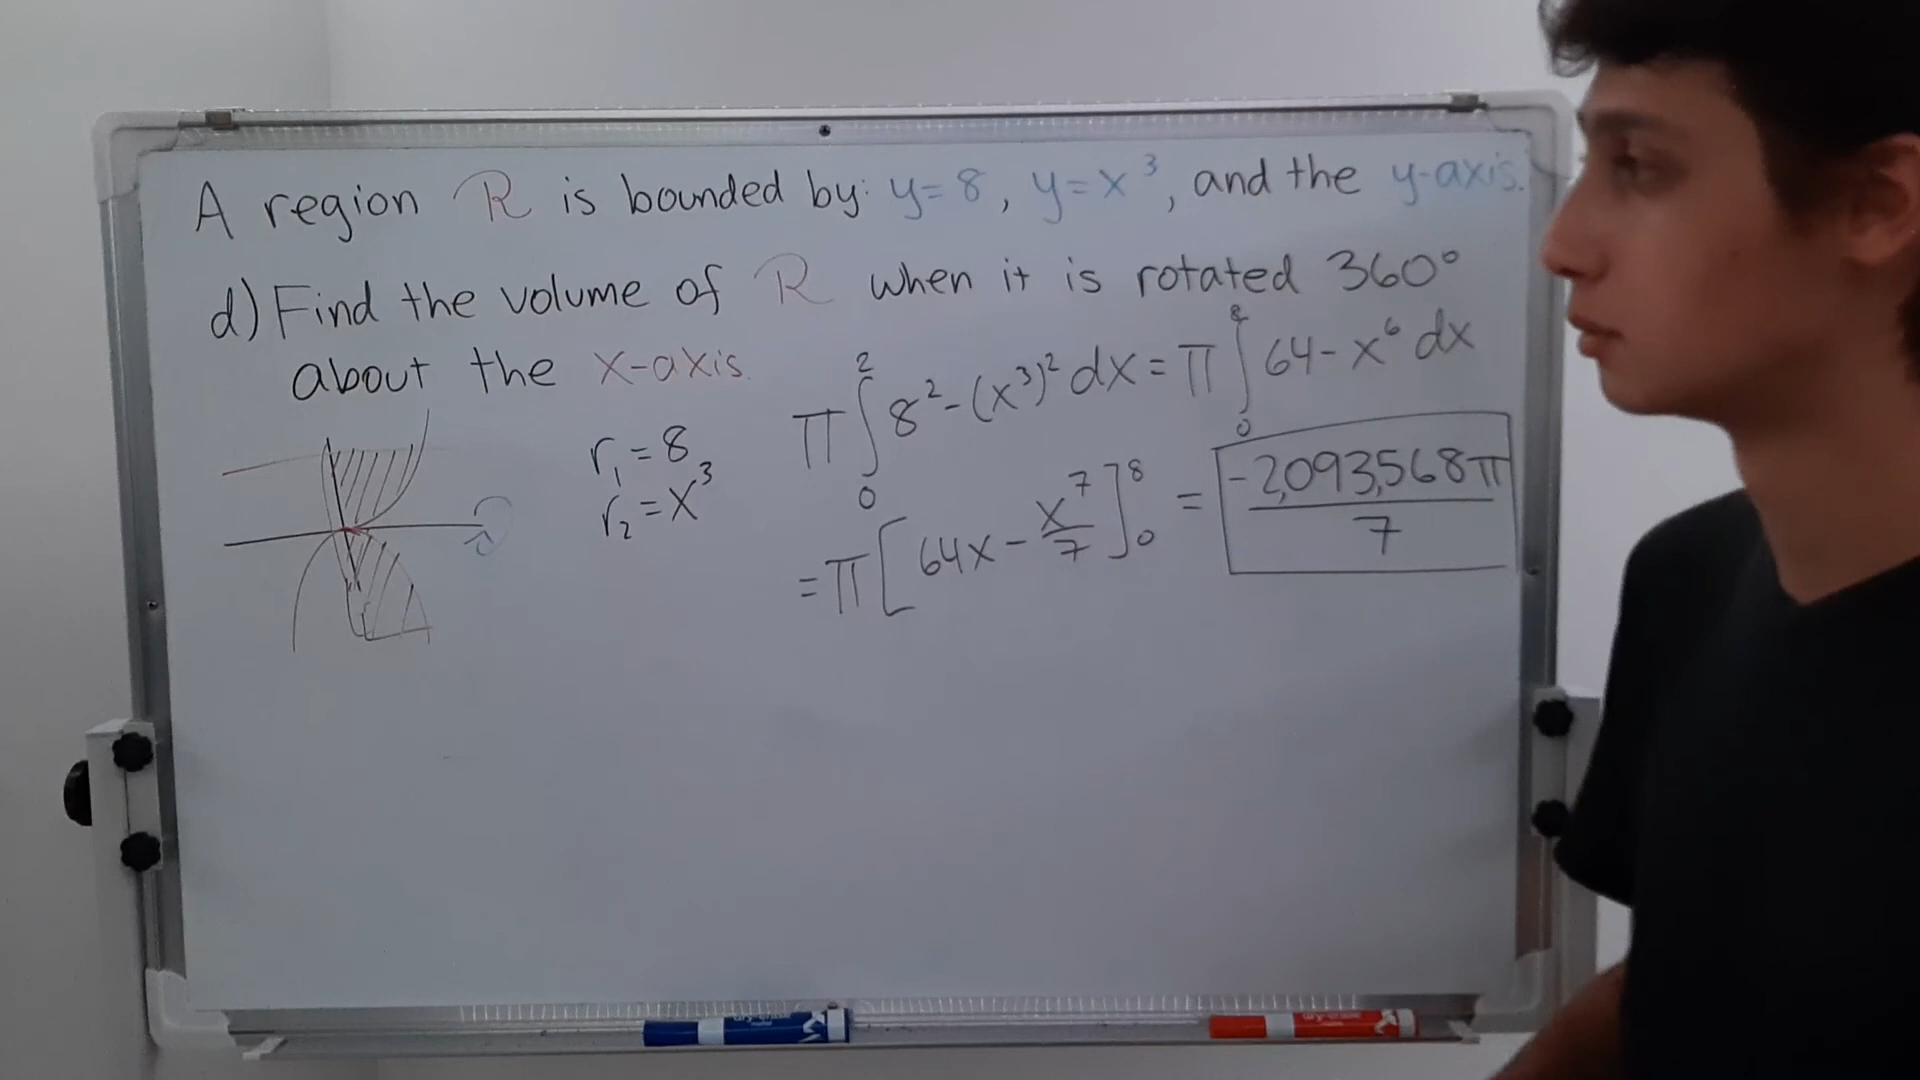 A region R is bounded by: y=8, y=x³, and the y-axis.
d) Find the volume of R when it is rotated 360°
about the x-axis.
r₁ = 8
r₂ = x³
π∫₀² 8² - (x³)² dx = π∫₀⁸ 64 - x⁶ dx
= π[64x - x⁷/7]₀⁸ = -2,093,568π/7